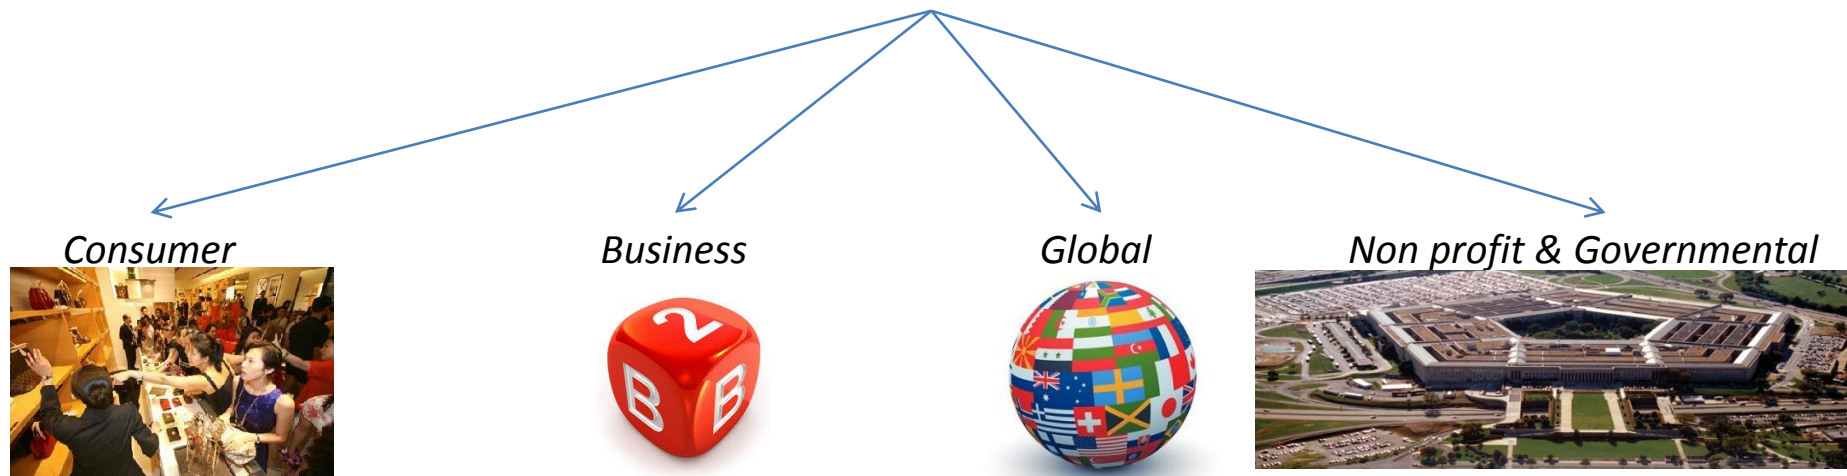 Consumer
Business
Global
Non profit & Governmental
2
B
B